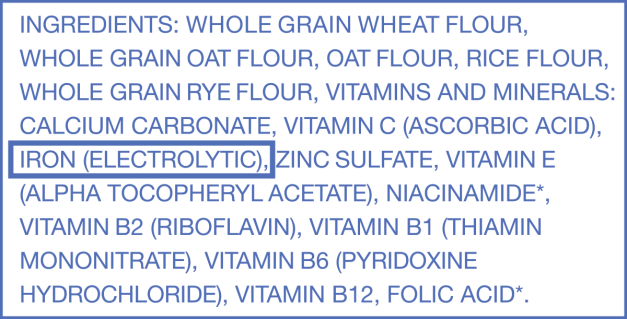 INGREDIENTS: WHOLE GRAIN WHEAT FLOUR,
WHOLE GRAIN OAT FLOUR, OAT FLOUR, RICE FLOUR,
WHOLE GRAIN RYE FLOUR, VITAMINS AND MINERALS:
CALCIUM CARBONATE, VITAMIN C (ASCORBIC ACID),
IRON (ELECTROLYTIC), ZINC SULFATE, VITAMIN E
(ALPHA TOCOPHERYL ACETATE), NIACINAMIDE*,
VITAMIN B2 (RIBOFLAVIN), VITAMIN B1 (THIAMIN
MONONITRATE), VITAMIN B6 (PYRIDOXINE
HYDROCHLORIDE), VITAMIN B12, FOLIC ACID*.